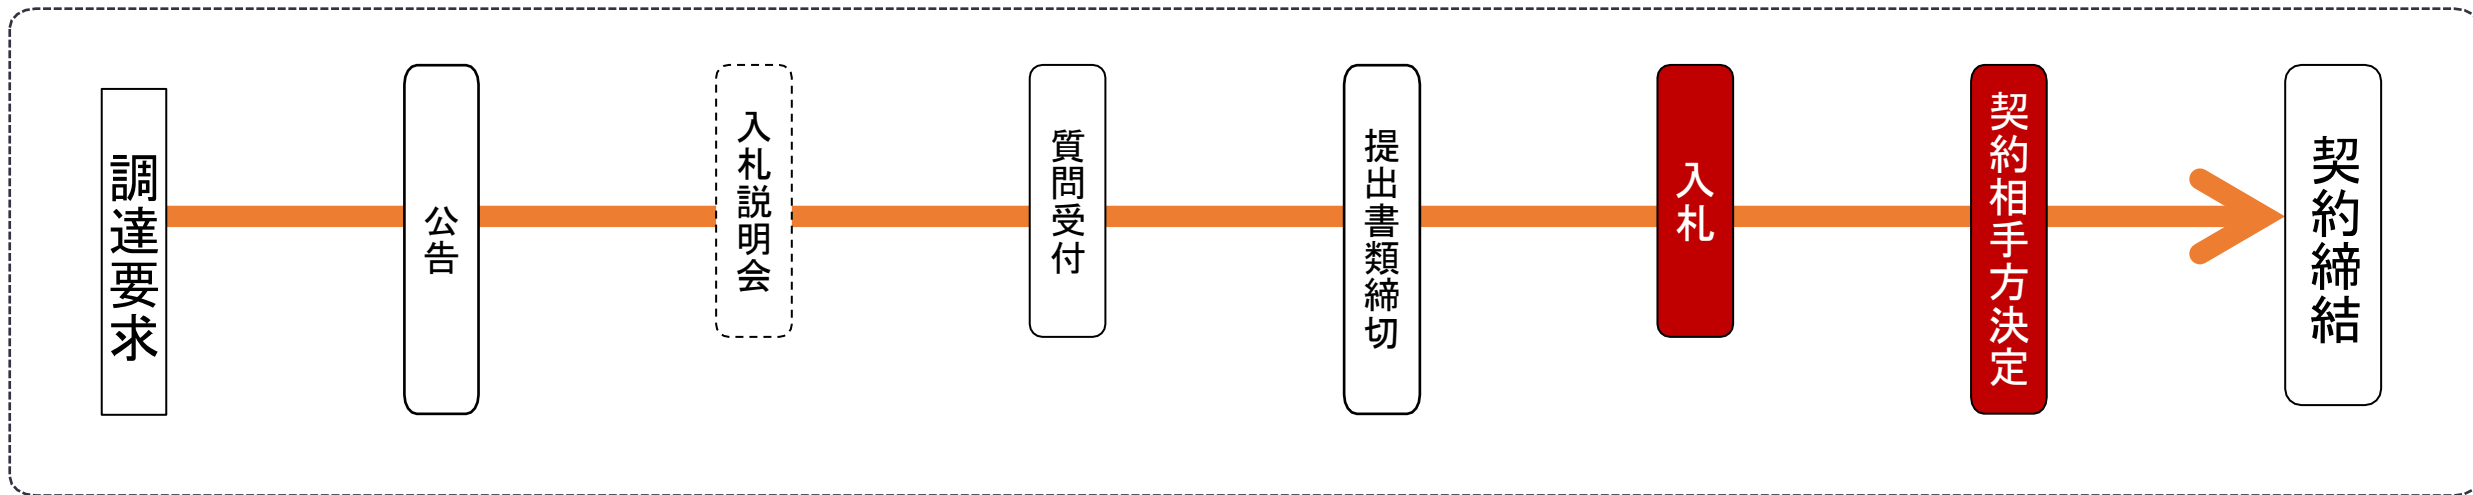 調達要求
公告
入札説明会
質問受付
提出書類締切
入札
契約相手方決定
契約締結